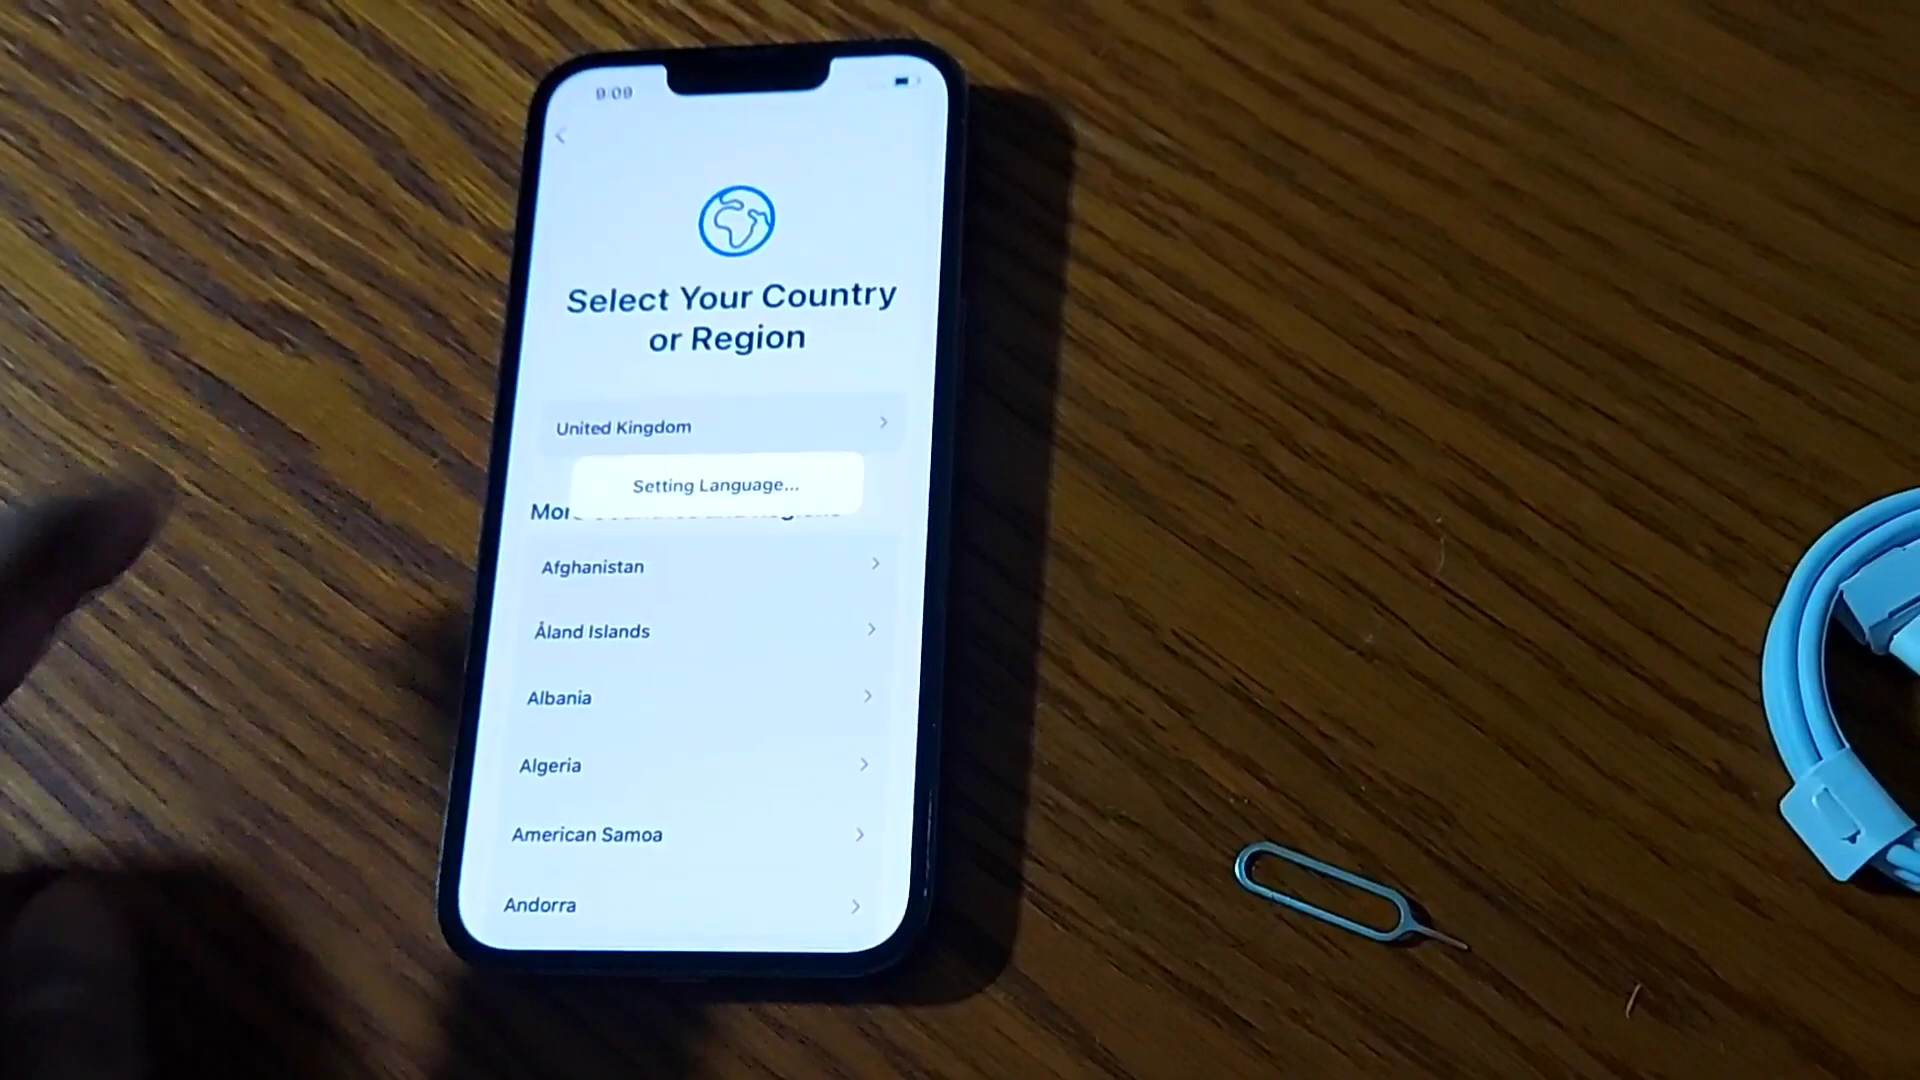 9:09
Select Your Country
or Region
United Kingdom
Setting Language...
Afghanistan
Åland Islands
Albania
Algeria
American Samoa
Andorra